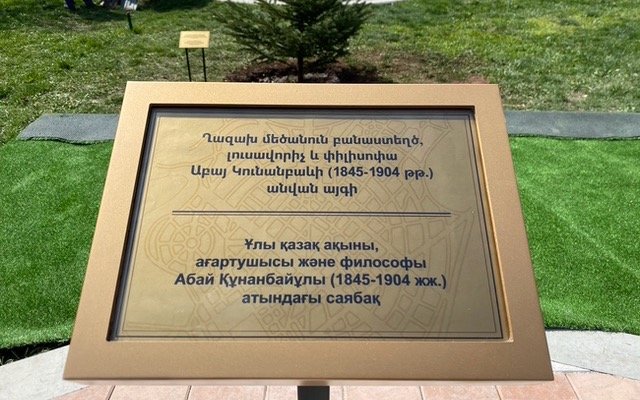 Ղազախ մեծանուն բանաստեղծ,
լուսավորիչ և փիլիսոփա
Աբայ Կունանբաևի (1845-1904 թթ.)
անվան այգի
Ұлы қазақ ақыны,
ағартушысы және философы
Абай Құнанбайұлы (1845-1904 жж.)
атындағы саябақ